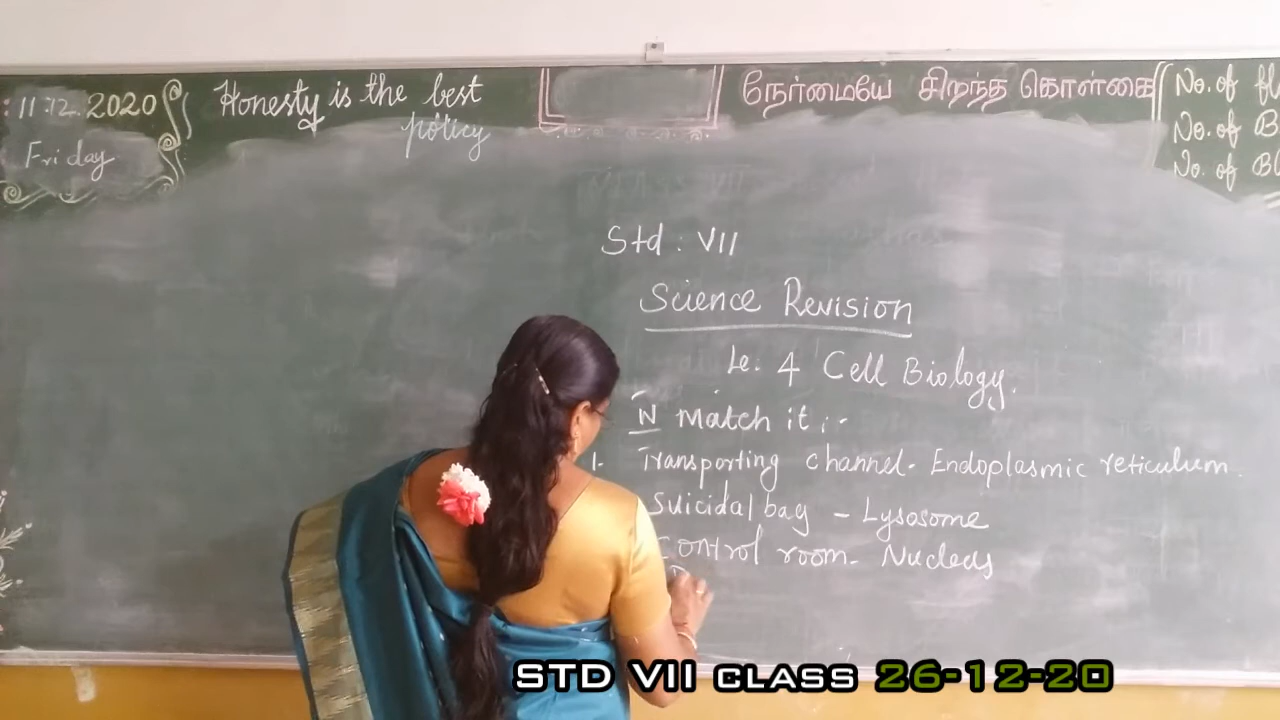 11.12.2020
Friday
Honesty is the best
policy
நேர்மையே சிறந்த கொள்கை
No. of
No. of B
No. of
Std : VII
Science Revision
Le. 4 Cell Biology.
Match it :-
1. Transporting channel - Endoplasmic reticulum.
Suicidal bag - Lysosome
Control room - Nucleus
STD VII CLASS 26-12-20